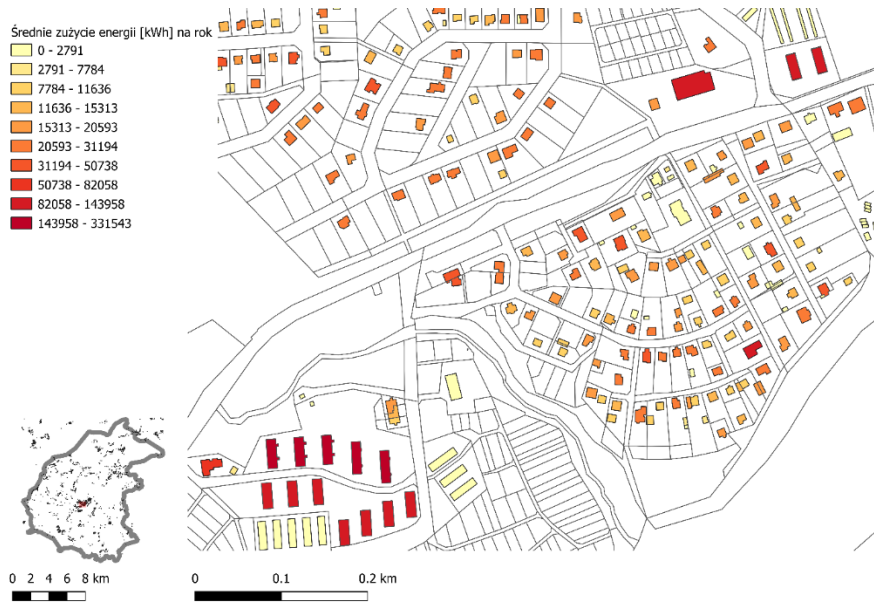 Średnie zużycie energii [kWh] na rok
0 - 2791
2791 - 7784
7784 - 11636
11636 - 15313
15313 - 20593
20593 - 31194
31194 - 50738
50738 - 82058
82058 - 143958
143958 - 331543
0 2 4 6 8 km
0 0.1 0.2 km